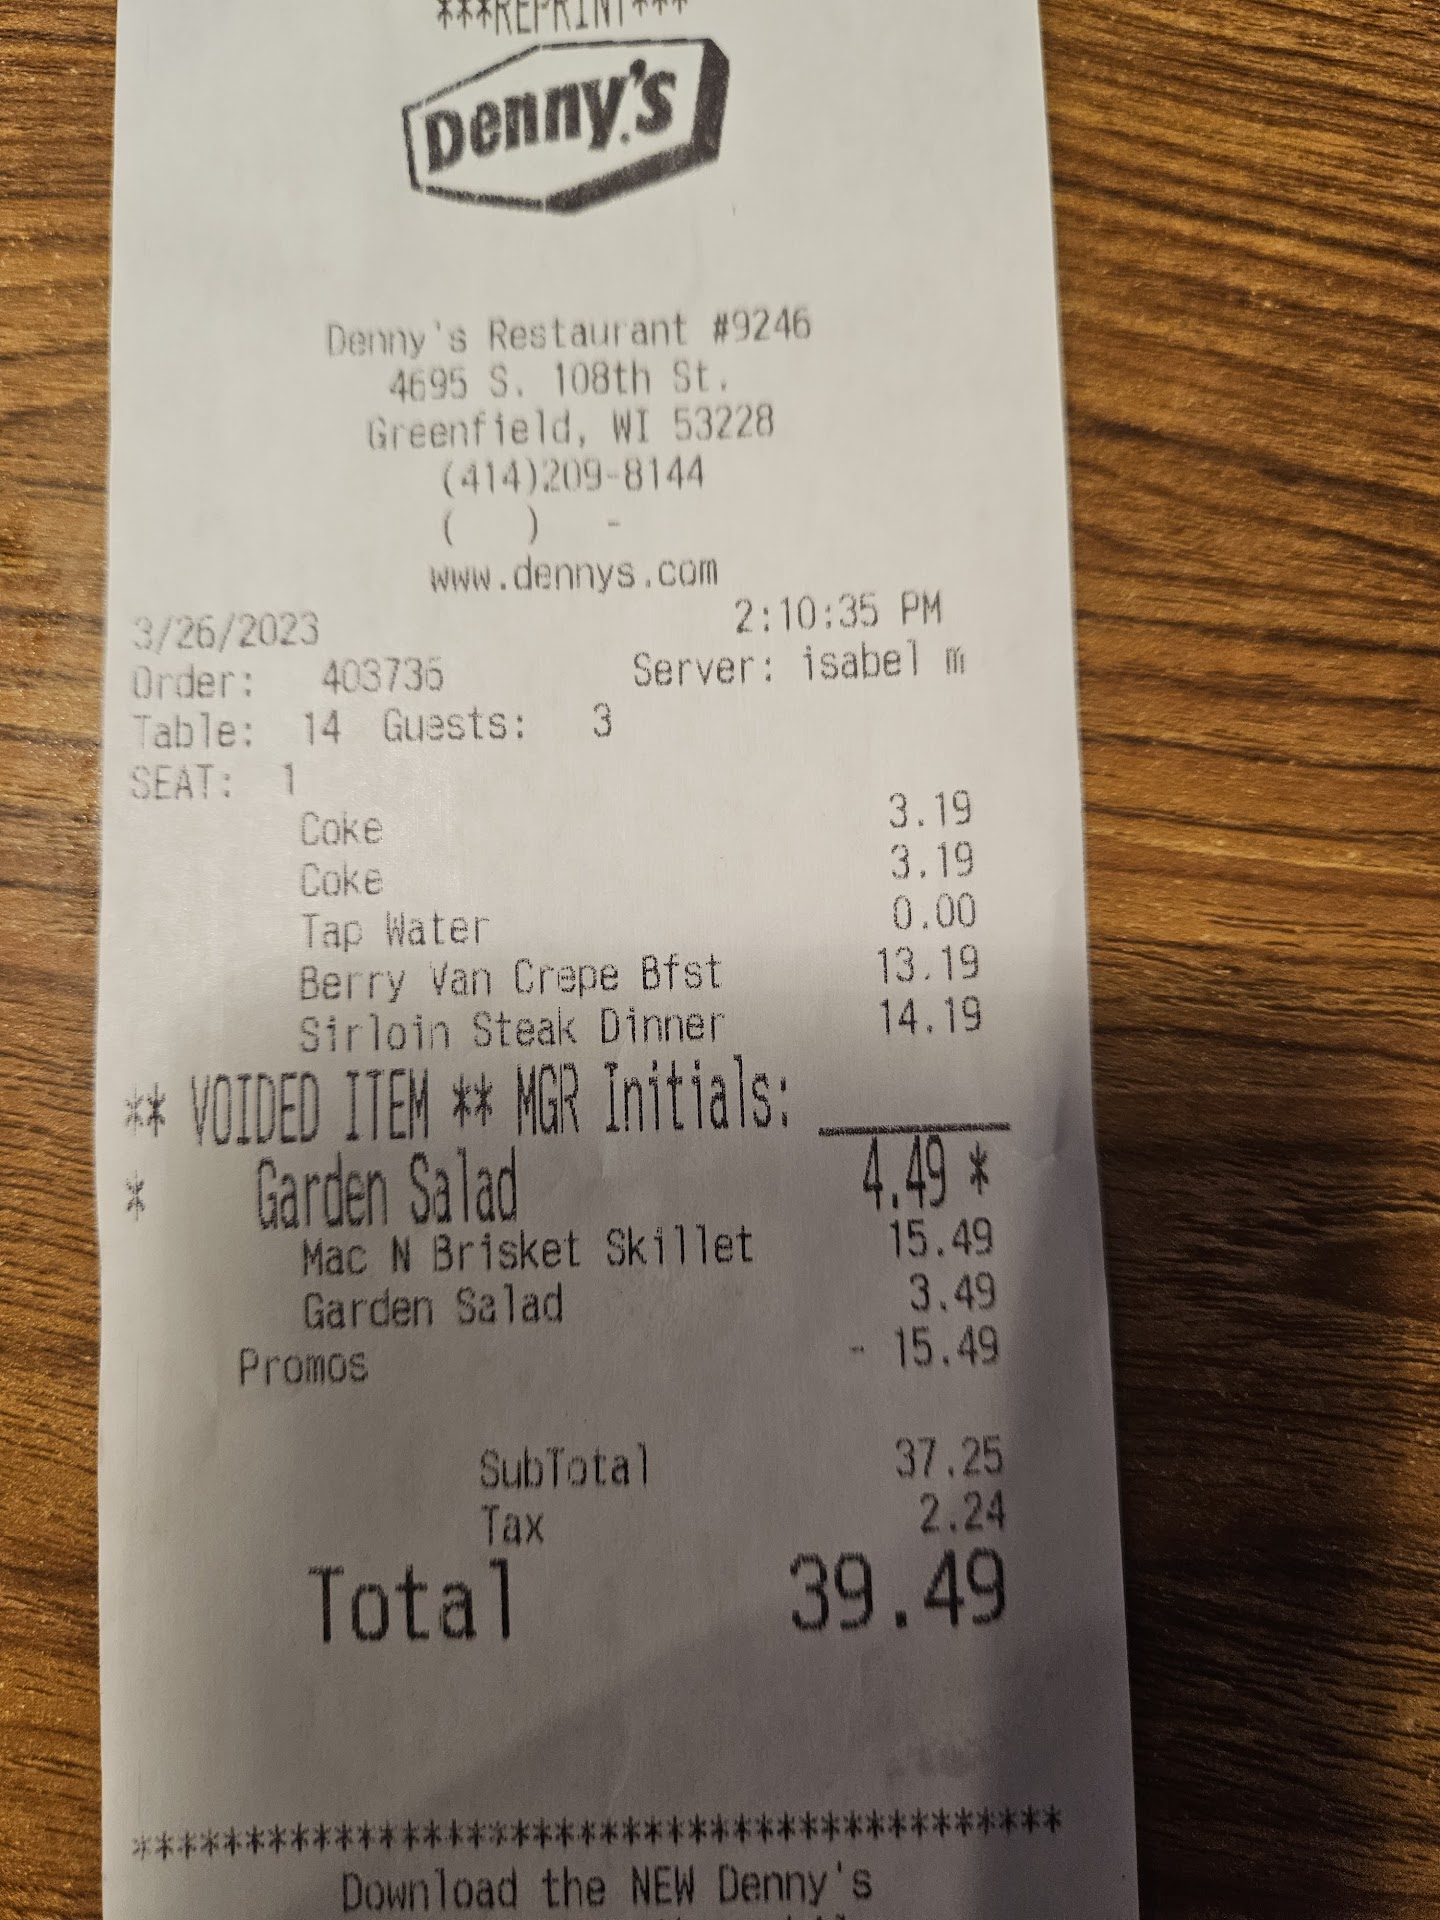 ***REPRINT***
Denny's
Denny's Restaurant #9246
4695 S. 108th St.
Greenfield, WI 53228
(414)209-8144
(   )   -
www.dennys.com
3/26/2023 2:10:35 PM
Order: 403736 Server: isabel m
Table: 14 Guests: 3
SEAT: 1
Coke 3.19
Coke 3.19
Tap Water 0.00
Berry Van Crepe Bfst 13.19
Sirloin Steak Dinner 14.19
** VOIDED ITEM ** MGR Initials: ________
* Garden Salad 4.49 *
Mac N Brisket Skillet 15.49
Garden Salad 3.49
Promos - 15.49
SubTotal 37.25
Tax 2.24
Total 39.49
******************************************
Download the NEW Denny's